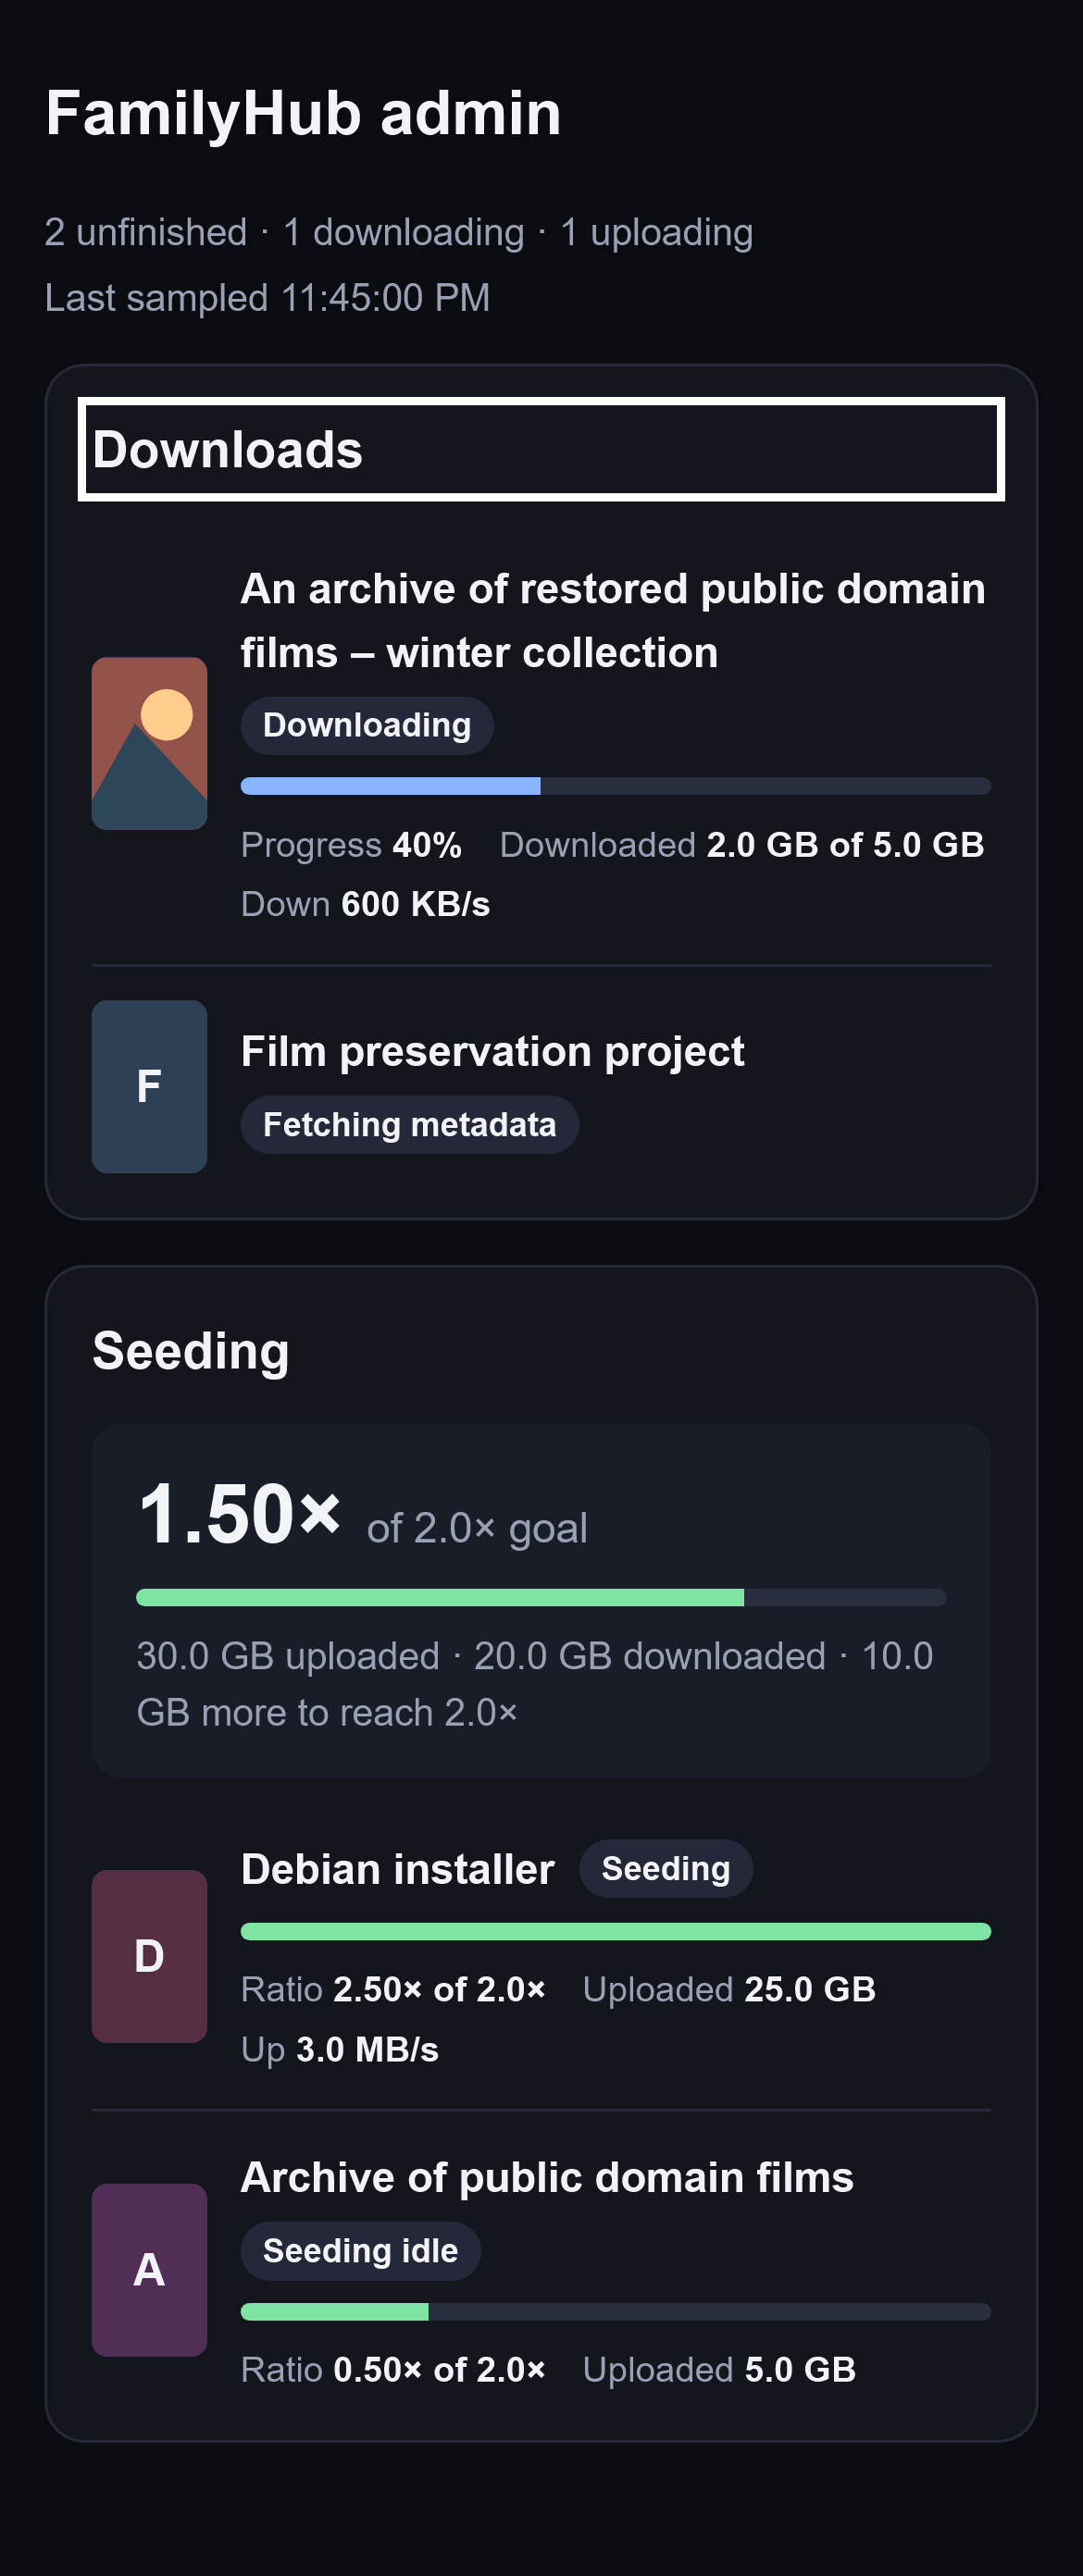 FamilyHub admin
2 unfinished · 1 downloading · 1 uploading
Last sampled 11:45:00 PM
Downloads
An archive of restored public domain
films – winter collection
Downloading
Progress 40% Downloaded 2.0 GB of 5.0 GB
Down 600 KB/s
F
Film preservation project
Fetching metadata
Seeding
1.50× of 2.0× goal
30.0 GB uploaded · 20.0 GB downloaded · 10.0
GB more to reach 2.0×
D
Debian installer Seeding
Ratio 2.50× of 2.0× Uploaded 25.0 GB
Up 3.0 MB/s
A
Archive of public domain films
Seeding idle
Ratio 0.50× of 2.0× Uploaded 5.0 GB